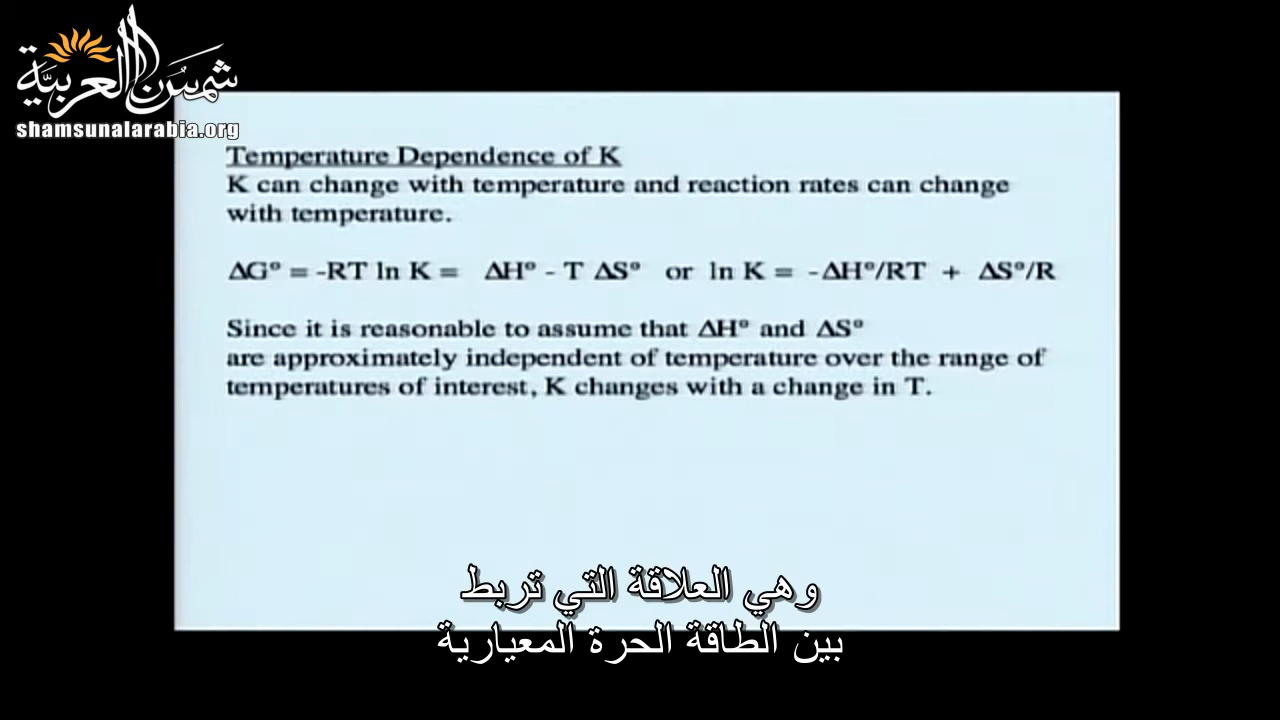 شمس العربية
shamsunalarabia.org
Temperature Dependence of K
K can change with temperature and reaction rates can change
with temperature.
ΔG° = -RT ln K = ΔH° - T ΔS° or ln K = -ΔH°/RT + ΔS°/R
Since it is reasonable to assume that ΔH° and ΔS°
are approximately independent of temperature over the range of
temperatures of interest, K changes with a change in T.
وهي العلاقة التي تربط
بين الطاقة الحرة المعيارية